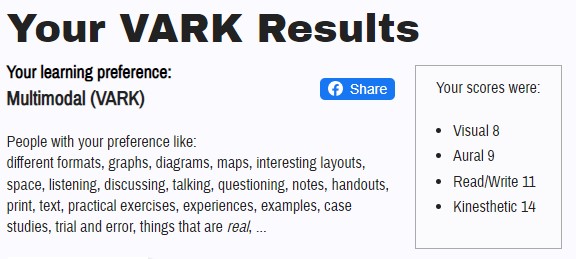 Your VARK Results
Your learning preference:
Multimodal (VARK)
Share
People with your preference like:
different formats, graphs, diagrams, maps, interesting layouts,
space, listening, discussing, talking, questioning, notes, handouts,
print, text, practical exercises, experiences, examples, case
studies, trial and error, things that are real, ...
Your scores were:
• Visual 8
• Aural 9
• Read/Write 11
• Kinesthetic 14